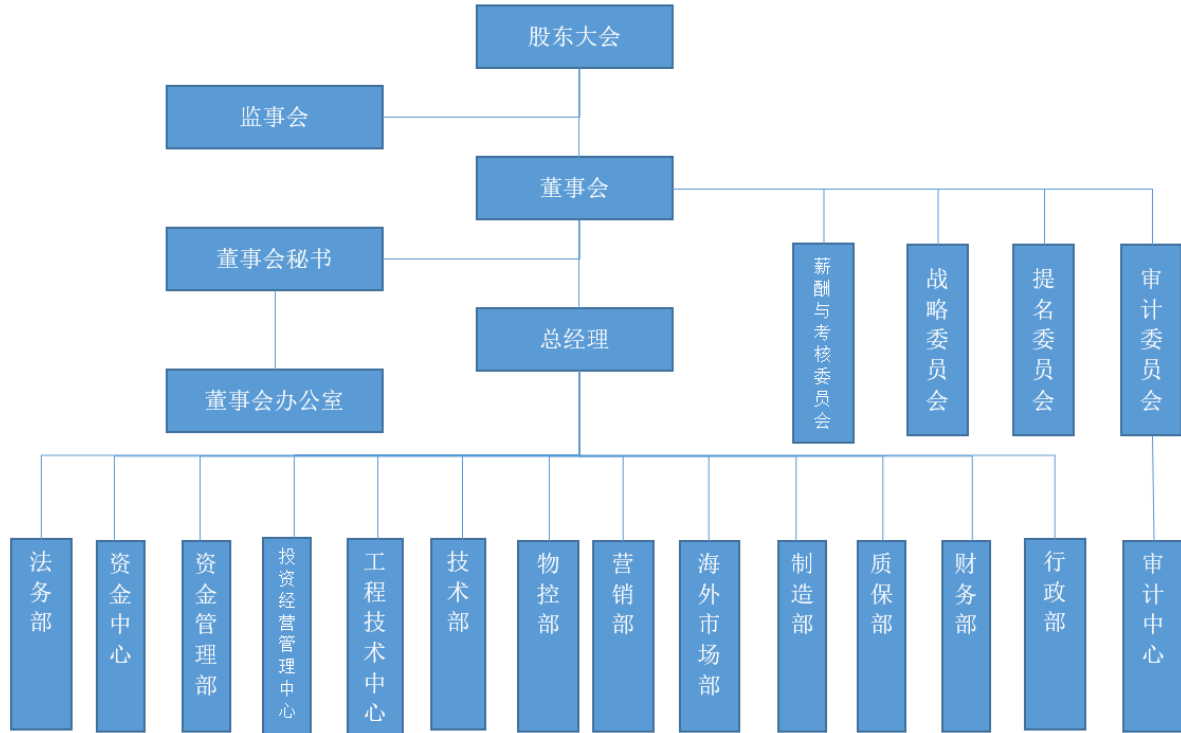 股东大会
监事会
董事会
董事会秘书
总经理
董事会办公室
薪酬与考核委员会
战略委员会
提名委员会
审计委员会
法务部
资金中心
资金管理部
投资经营管理中心
工程技术中心
技术部
物控部
营销部
海外市场部
制造部
质保部
财务部
行政部
审计中心